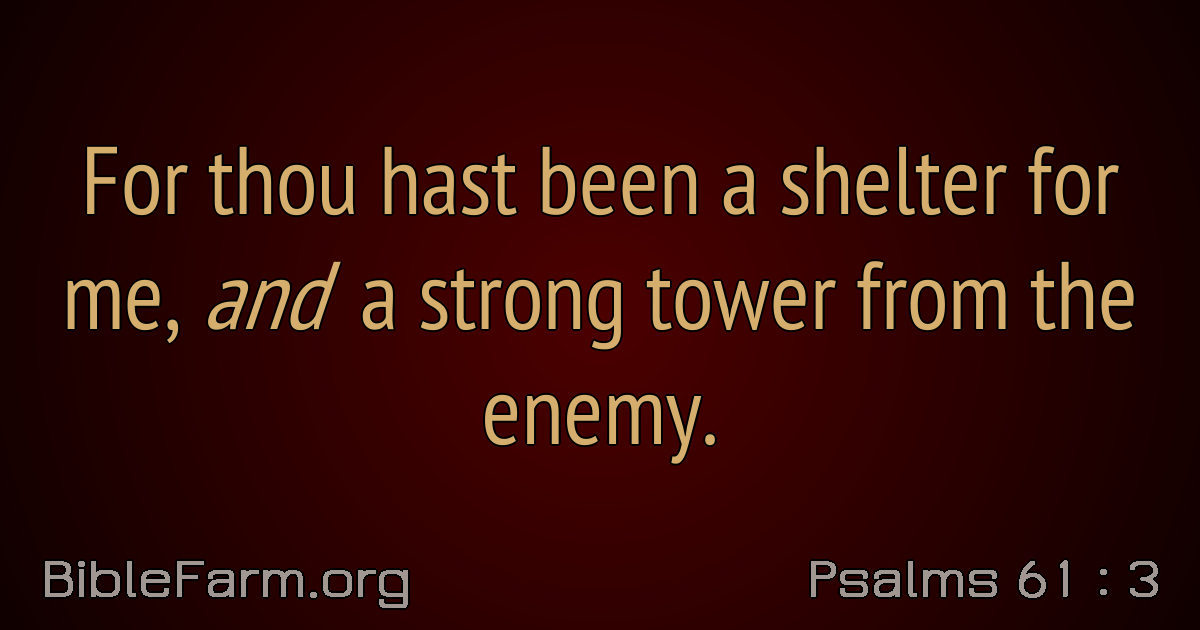 For thou hast been a shelter for
me, and a strong tower from the
enemy.
BibleFarm.org
Psalms 61 : 3